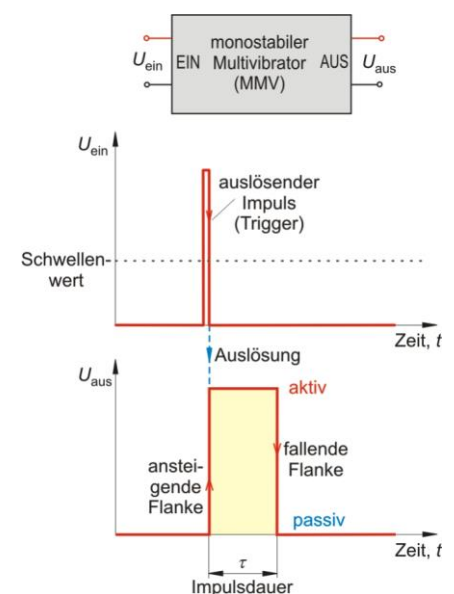 monostabiler
U_ein EIN Multivibrator AUS U_aus
(MMV)
U_ein
auslösender
Impuls
(Trigger)
Schwellen-
wert
Zeit, t
Auslösung
U_aus
aktiv
anstei-
gende
Flanke
fallende
Flanke
passiv
Zeit, t
τ
Impulsdauer